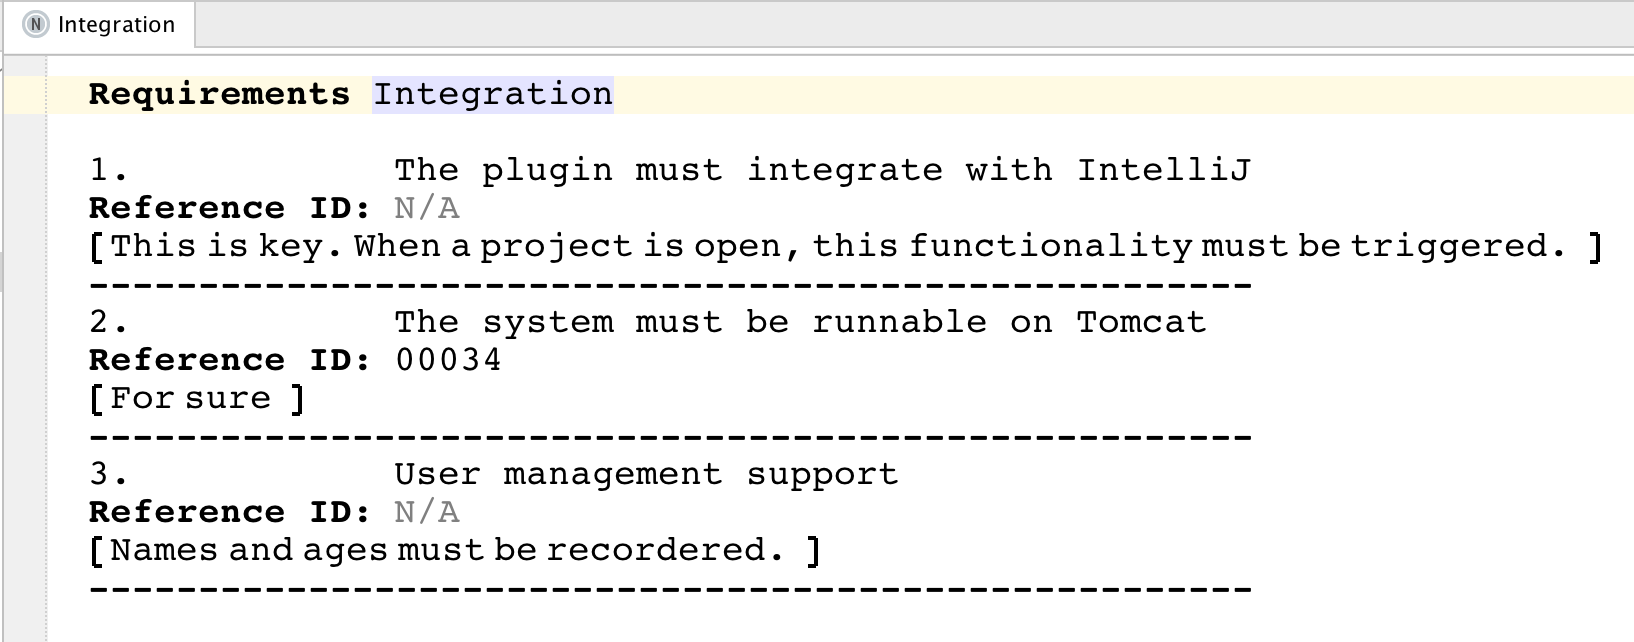 N Integration
Requirements Integration
1. The plugin must integrate with IntelliJ
Reference ID: N/A
[This is key. When a project is open, this functionality must be triggered. ]
------------------------------------------------------
2. The system must be runnable on Tomcat
Reference ID: 00034
[For sure ]
------------------------------------------------------
3. User management support
Reference ID: N/A
[Names and ages must be recordered. ]
------------------------------------------------------